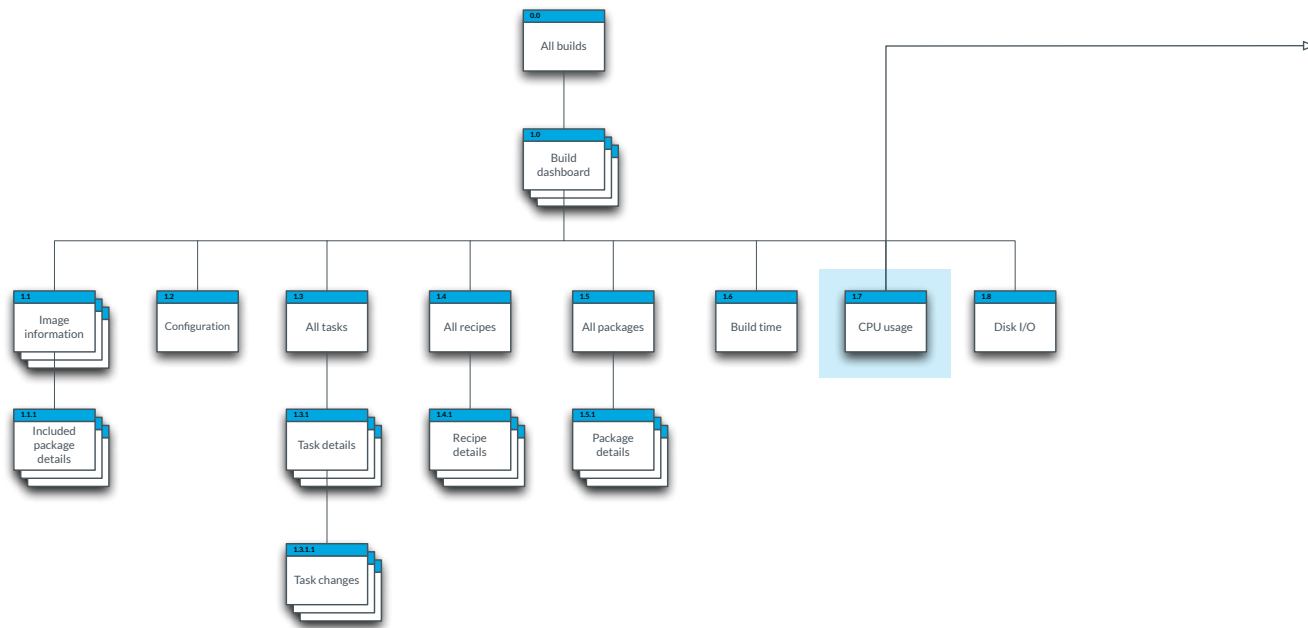 0.0
All builds
1.0
Build
dashboard
1.1
Image
information
1.2
Configuration
1.3
All tasks
1.4
All recipes
1.5
All packages
1.6
Build time
1.7
CPU usage
1.8
Disk I/O
1.1.1
Included
package
details
1.3.1
Task details
1.4.1
Recipe
details
1.5.1
Package
details
1.3.1.1
Task changes